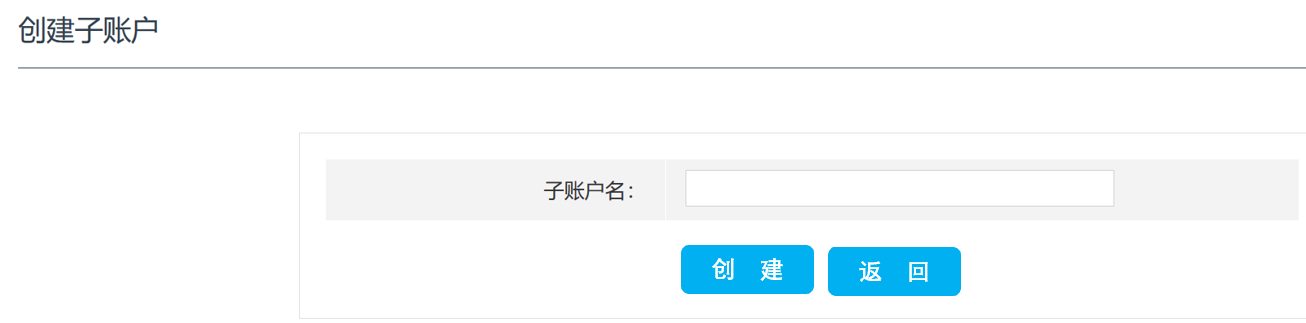 创建子账户
子账户名：
创 建 返 回